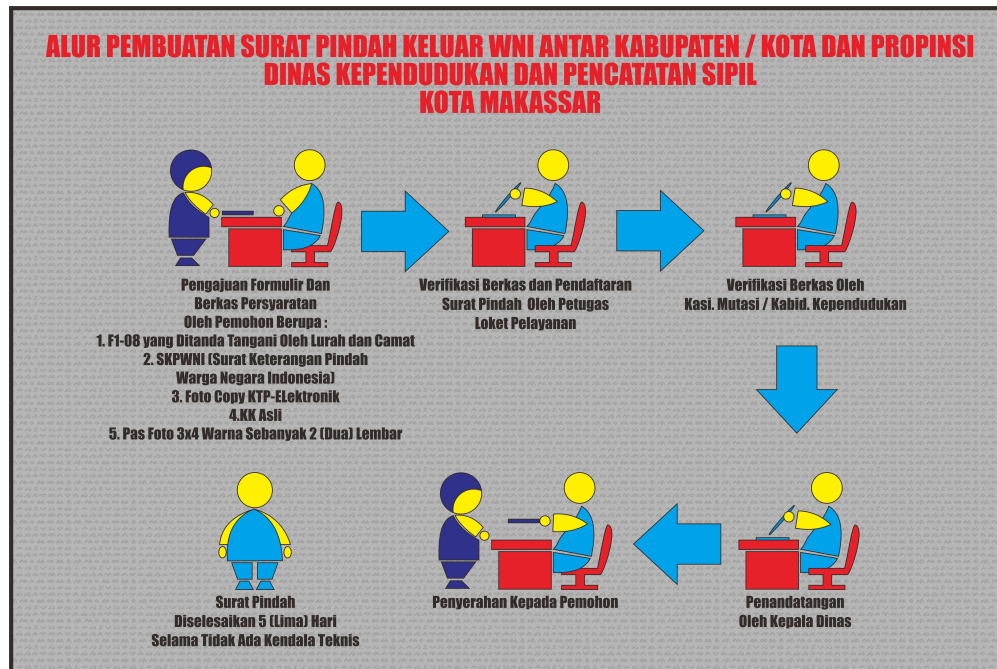 ALUR PEMBUATAN SURAT PINDAH KELUAR WNI ANTAR KABUPATEN / KOTA DAN PROPINSI
DINAS KEPENDUDUKAN DAN PENCATATAN SIPIL
KOTA MAKASSAR
Pengajuan Formulir Dan
Berkas Persyaratan
Oleh Pemohon Berupa :
1. F1-08 yang Ditanda Tangani Oleh Lurah dan Camat
2. SKPWNI (Surat Keterangan Pindah
Warga Negara Indonesia)
3. Foto Copy KTP-ELektronik
4.KK Asli
5. Pas Foto 3x4 Warna Sebanyak 2 (Dua) Lembar
Verifikasi Berkas dan Pendaftaran
Surat Pindah Oleh Petugas
Loket Pelayanan
Verifikasi Berkas Oleh
Kasi. Mutasi / Kabid. Kependudukan
Penandatangan
Oleh Kepala Dinas
Penyerahan Kepada Pemohon
Surat Pindah
Diselesaikan 5 (Lima) Hari
Selama Tidak Ada Kendala Teknis